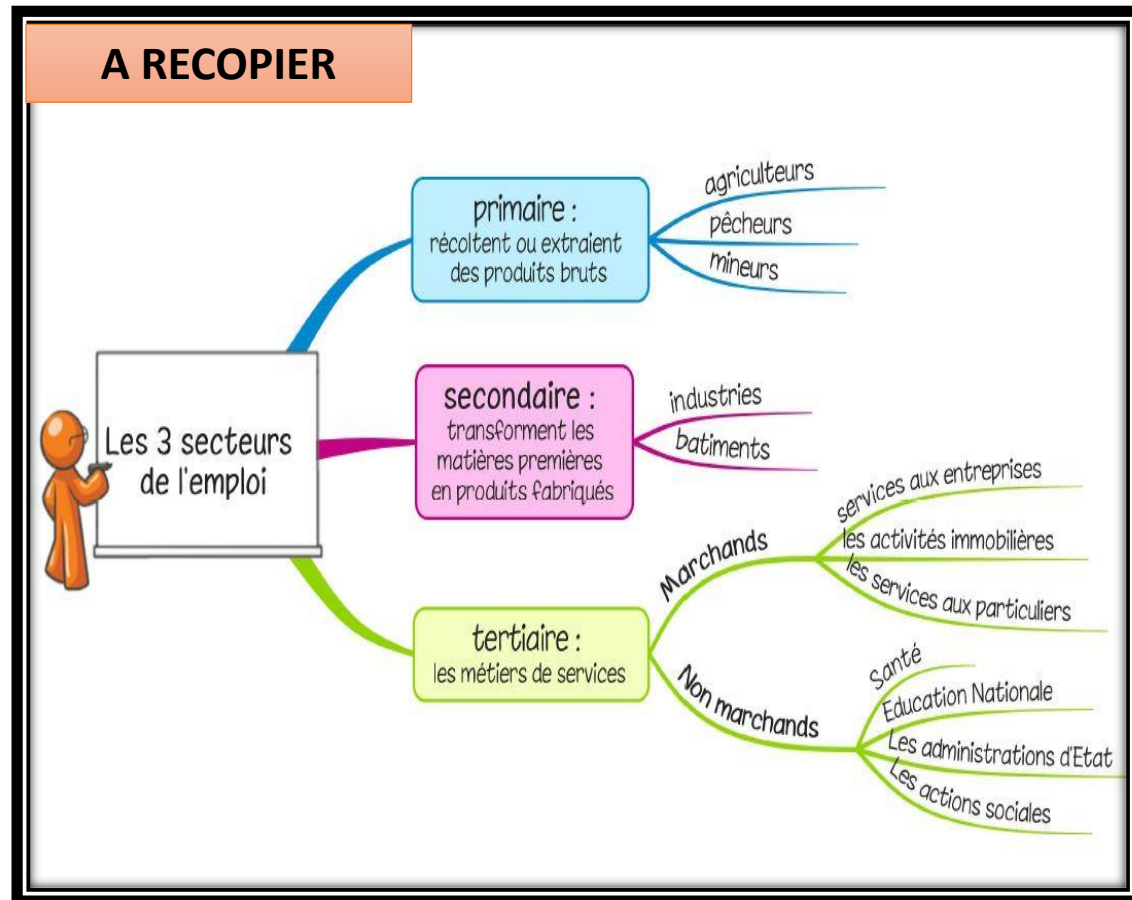 A RECOPIER
Les 3 secteurs
de l'emploi
primaire :
récoltent ou extraient
des produits bruts
agriculteurs
pêcheurs
mineurs
secondaire :
transforment les
matières premières
en produits fabriqués
industries
batiments
tertiaire :
les métiers de services
Marchands
services aux entreprises
les activités immobilières
les services aux particuliers
Non marchands
Santé
Education Nationale
Les administrations d'Etat
Les actions sociales